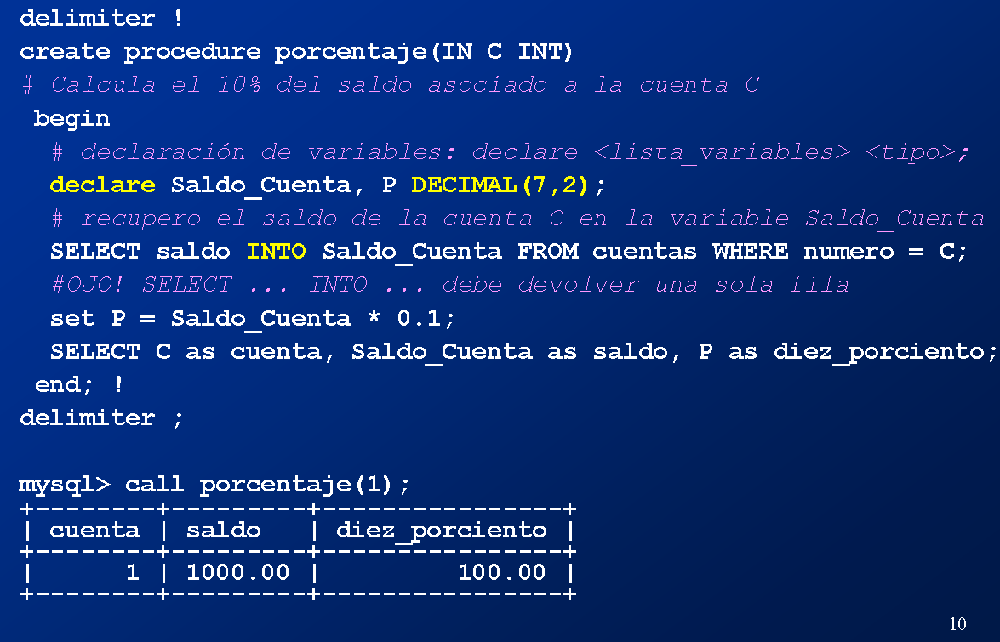 delimiter !
create procedure porcentaje(IN C INT)
# Calcula el 10% del saldo asociado a la cuenta C
begin
# declaración de variables: declare <lista_variables> <tipo>;
declare Saldo_Cuenta, P DECIMAL(7,2);
# recupero el saldo de la cuenta C en la variable Saldo_Cuenta
SELECT saldo INTO Saldo_Cuenta FROM cuentas WHERE numero = C;
#OJO! SELECT ... INTO ... debe devolver una sola fila
set P = Saldo_Cuenta * 0.1;
SELECT C as cuenta, Saldo_Cuenta as saldo, P as diez_porciento;
end; !
delimiter ;
mysql> call porcentaje(1);
+--------+---------+----------------+
| cuenta | saldo   | diez_porciento |
+--------+---------+----------------+
|      1 | 1000.00 |         100.00 |
+--------+---------+----------------+
10